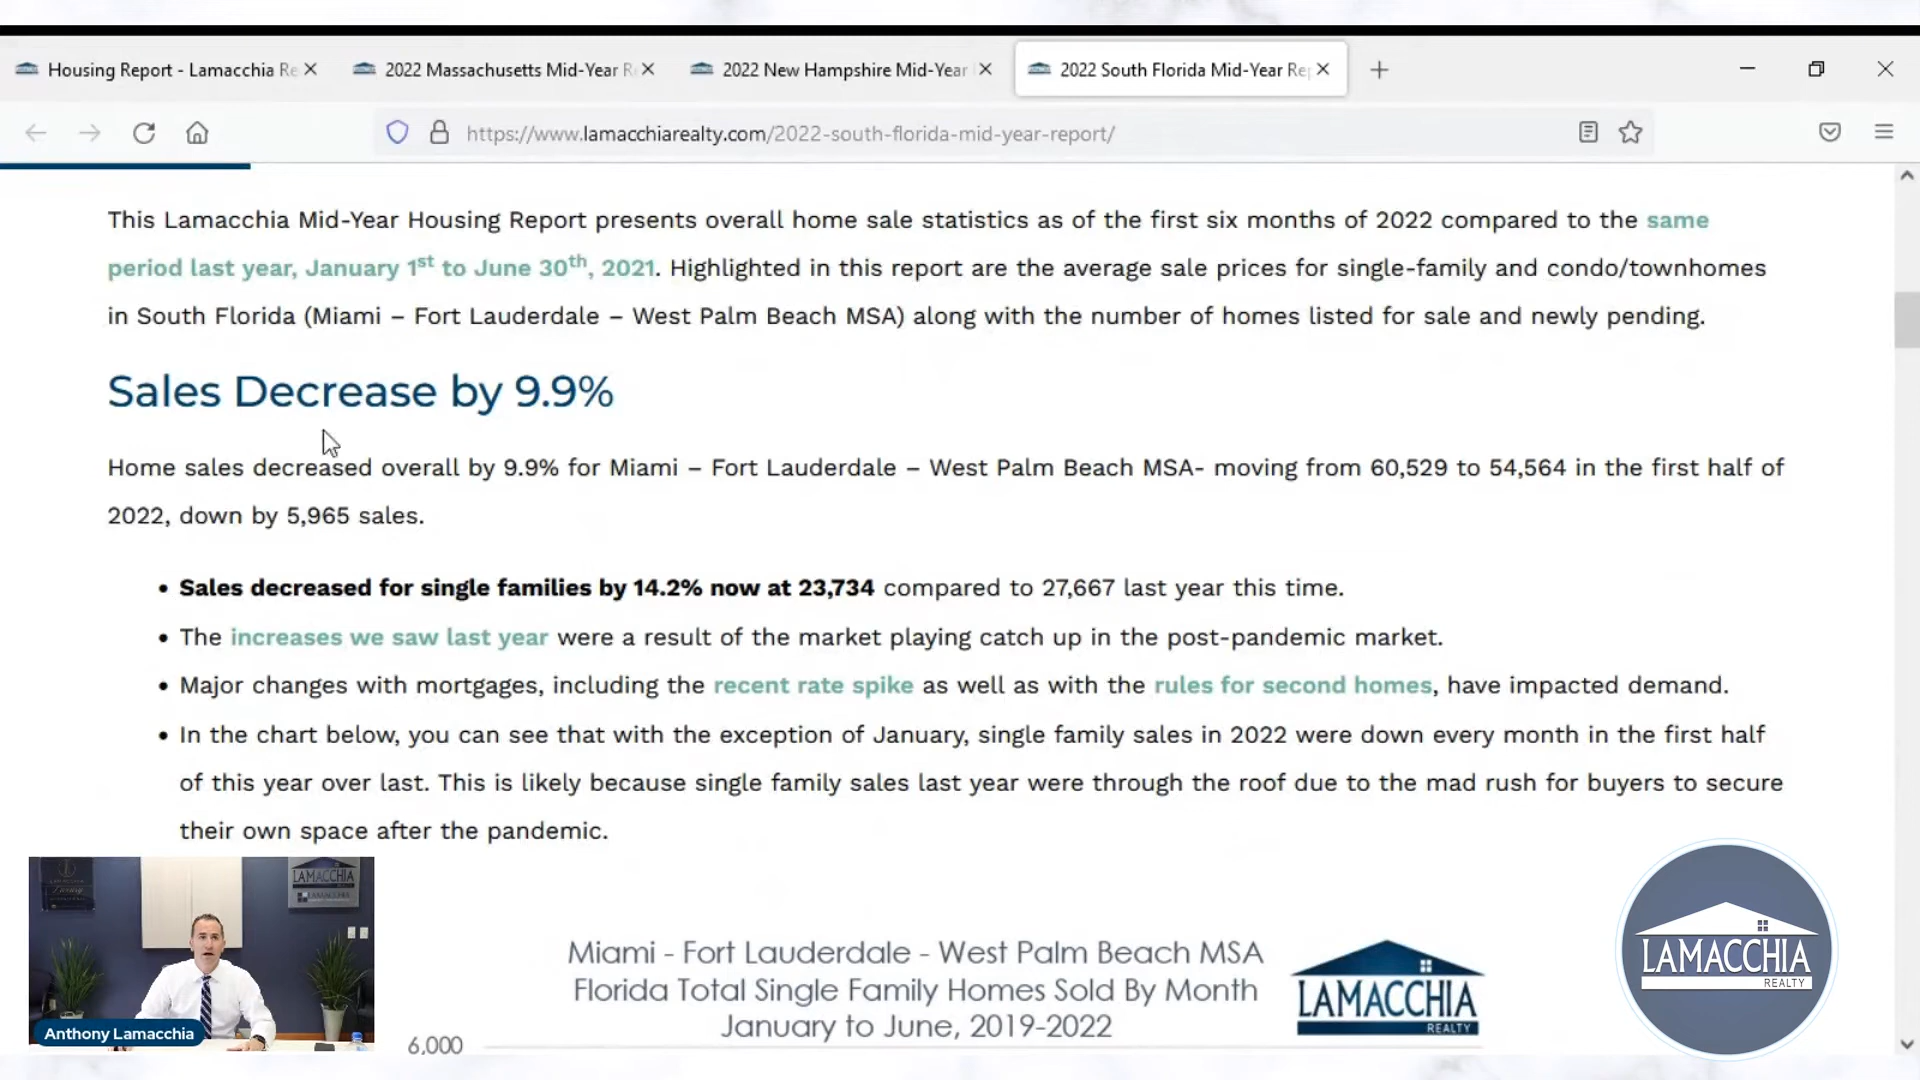 Housing Report - Lamacchia Re
2022 Massachusetts Mid-Year R
2022 New Hampshire Mid-Year
2022 South Florida Mid-Year Re
https://www.lamacchiarealty.com/2022-south-florida-mid-year-report/
This Lamacchia Mid-Year Housing Report presents overall home sale statistics as of the first six months of 2022 compared to the same
period last year, January 1st to June 30th, 2021. Highlighted in this report are the average sale prices for single-family and condo/townhomes
in South Florida (Miami – Fort Lauderdale – West Palm Beach MSA) along with the number of homes listed for sale and newly pending.
Sales Decrease by 9.9%
Home sales decreased overall by 9.9% for Miami – Fort Lauderdale – West Palm Beach MSA- moving from 60,529 to 54,564 in the first half of
2022, down by 5,965 sales.
• Sales decreased for single families by 14.2% now at 23,734 compared to 27,667 last year this time.
• The increases we saw last year were a result of the market playing catch up in the post-pandemic market.
• Major changes with mortgages, including the recent rate spike as well as with the rules for second homes, have impacted demand.
• In the chart below, you can see that with the exception of January, single family sales in 2022 were down every month in the first half
of this year over last. This is likely because single family sales last year were through the roof due to the mad rush for buyers to secure
their own space after the pandemic.
LAMACCHIA
REALTY
Anthony Lamacchia
Miami - Fort Lauderdale - West Palm Beach MSA
Florida Total Single Family Homes Sold By Month
January to June, 2019-2022
6,000
LAMACCHIA
REALTY
LAMACCHIA
REALTY